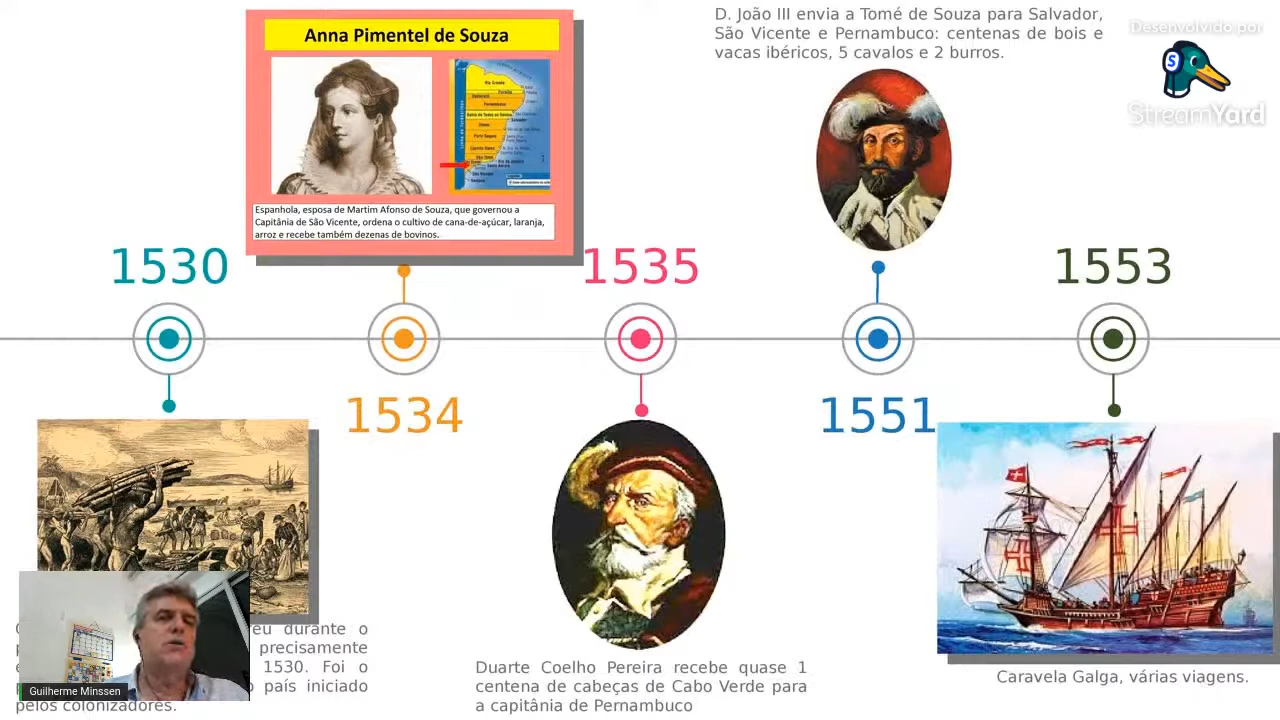 Anna Pimentel de Souza
Espanhola, esposa de Martim Afonso de Souza, que governou a
Capitânia de São Vicente, ordena o cultivo de cana-de-açúcar, laranja,
arroz e recebe também dezenas de bovinos.
D. João III envia a Tomé de Souza para Salvador,
São Vicente e Pernambuco: centenas de bois e
vacas ibéricos, 5 cavalos e 2 burros.
Desenvolvido por
S
StreamYard
1530
1535
1553
1534
1551
durante o
precisamente
1530. Foi o
país iniciado
pelos colonizadores.
Guilherme Minssen
Duarte Coelho Pereira recebe quase 1
centena de cabeças de Cabo Verde para
a capitânia de Pernambuco
Caravela Galga, várias viagens.